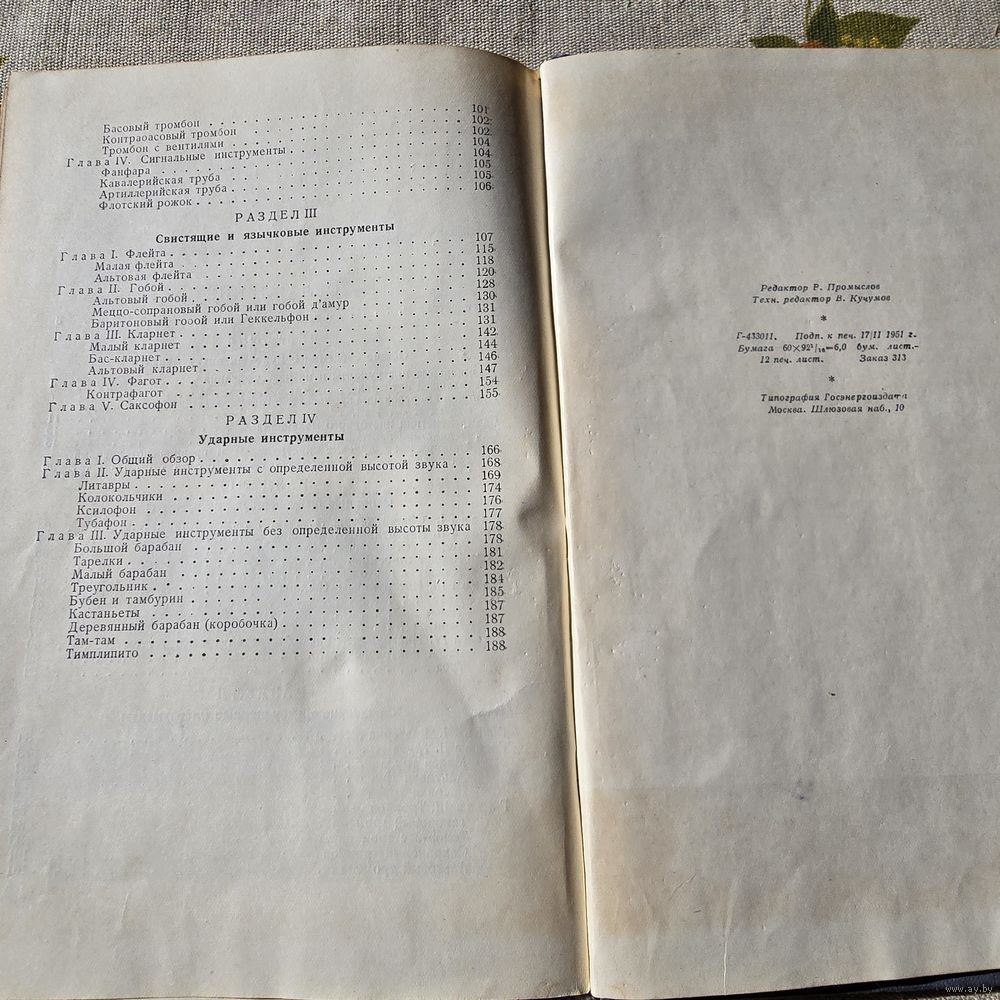 Басовый тромбон . . . . . . . . . . 101
Контрабасовый тромбон . . . . . . . . . . 102
Тромбон с вентилями . . . . . . . . . . 102
Глава IV. Сигнальные инструменты . . . . . . . . . . 104
Фанфара . . . . . . . . . . 104
Кавалерийская труба . . . . . . . . . . 105
Артиллерийская труба . . . . . . . . . . 105
Флотский рожок . . . . . . . . . . 106
РАЗДЕЛ III
Свистящие и язычковые инструменты
Глава I. Флейта . . . . . . . . . . 107
Малая флейта . . . . . . . . . . 115
Альтовая флейта . . . . . . . . . . 118
Глава II. Гобой . . . . . . . . . . 120
Альтовый гобой . . . . . . . . . . 128
Меццо-сопрановый гобой или гобой д'амур . . . . . . . . . . 130
Баритоновый гобой или Геккельфон . . . . . . . . . . 131
Глава III. Кларнет . . . . . . . . . . 131
Малый кларнет . . . . . . . . . . 142
Бас-кларнет . . . . . . . . . . 144
Альтовый кларнет . . . . . . . . . . 146
Глава IV. Фагот . . . . . . . . . . 147
Контрафагот . . . . . . . . . . 154
Глава V. Саксофон . . . . . . . . . . 155
РАЗДЕЛ IV
Ударные инструменты
Глава I. Общий обзор . . . . . . . . . . 166
Глава II. Ударные инструменты с определенной высотой звука . . 168
Литавры . . . . . . . . . . 169
Колокольчики . . . . . . . . . . 174
Ксилофон . . . . . . . . . . 176
Тубафон . . . . . . . . . . 177
Глава III. Ударные инструменты без определенной высоты звука 178
Большой барабан . . . . . . . . . . 178
Тарелки . . . . . . . . . . 181
Малый барабан . . . . . . . . . . 182
Треугольник . . . . . . . . . . 184
Бубен и тамбурин . . . . . . . . . . 185
Кастаньеты . . . . . . . . . . 187
Деревянный барабан (коробочка) . . . . . . . . . . 187
Там-там . . . . . . . . . . 188
Тимплипито . . . . . . . . . . 188
Редактор Р. Промыслов
Техн. редактор В. Кучумов
*
Г-433011. Подп. к печ. 17/II 1951 г.
Бумага 60×92¹/₁₆=6,0 бум. лист.-
12 печ. лист. Заказ 313
*
Типография Госэнергоиздата
Москва. Шлюзовая наб., 10
www.ay.by